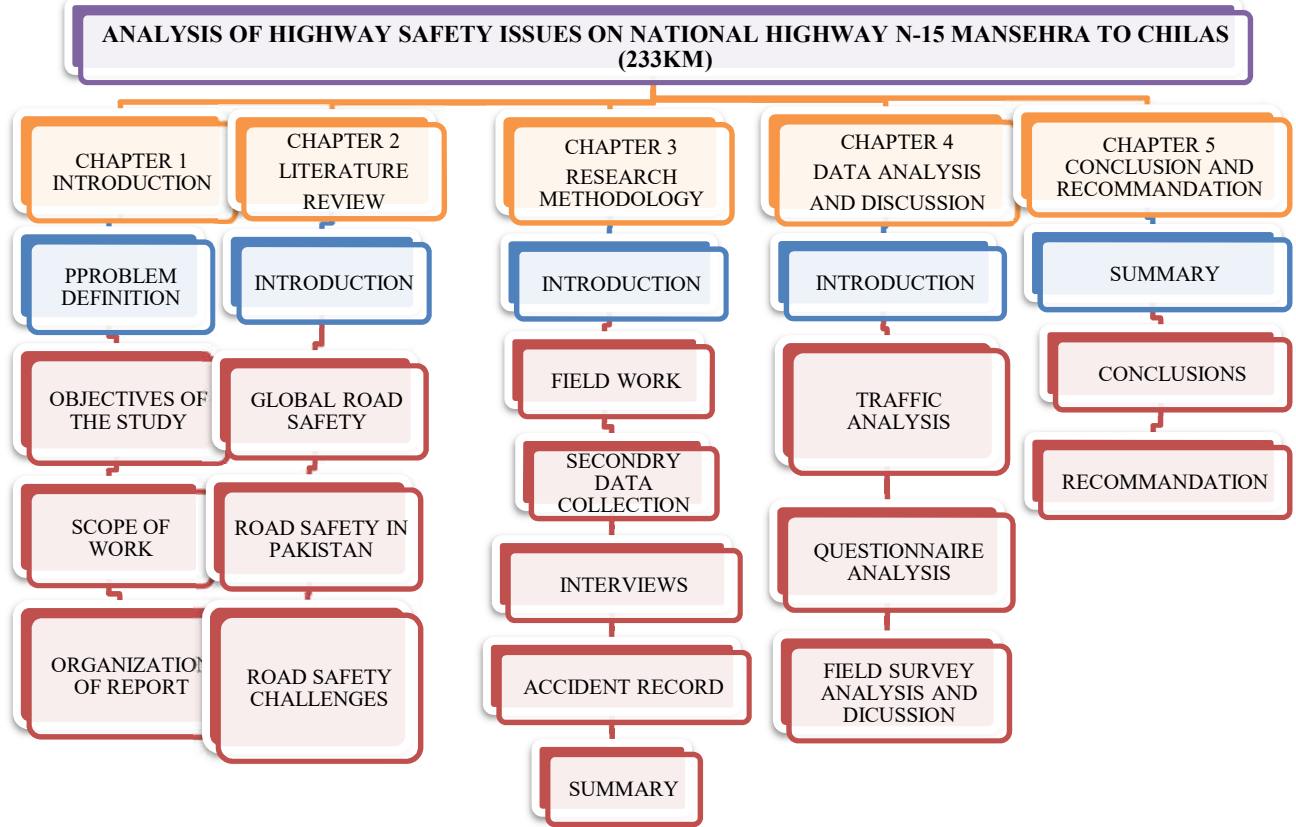 ANALYSIS OF HIGHWAY SAFETY ISSUES ON NATIONAL HIGHWAY N-15 MANSEHRA TO CHILAS
(233KM)
CHAPTER 1
INTRODUCTION
PPROBLEM
DEFINITION
OBJECTIVES OF
THE STUDY
SCOPE OF
WORK
ORGANIZATION
OF REPORT
CHAPTER 2
LITERATURE
REVIEW
INTRODUCTION
GLOBAL ROAD
SAFETY
ROAD SAFETY IN
PAKISTAN
ROAD SAFETY
CHALLENGES
CHAPTER 3
RESEARCH
METHODOLOGY
INTRODUCTION
FIELD WORK
SECONDRY
DATA
COLLECTION
INTERVIEWS
ACCIDENT RECORD
SUMMARY
CHAPTER 4
DATA ANALYSIS
AND DISCUSSION
INTRODUCTION
TRAFFIC
ANALYSIS
QUESTIONNAIRE
ANALYSIS
FIELD SURVEY
ANALYSIS AND
DICUSSION
CHAPTER 5
CONCLUSION AND
RECOMMANDATION
SUMMARY
CONCLUSIONS
RECOMMANDATION